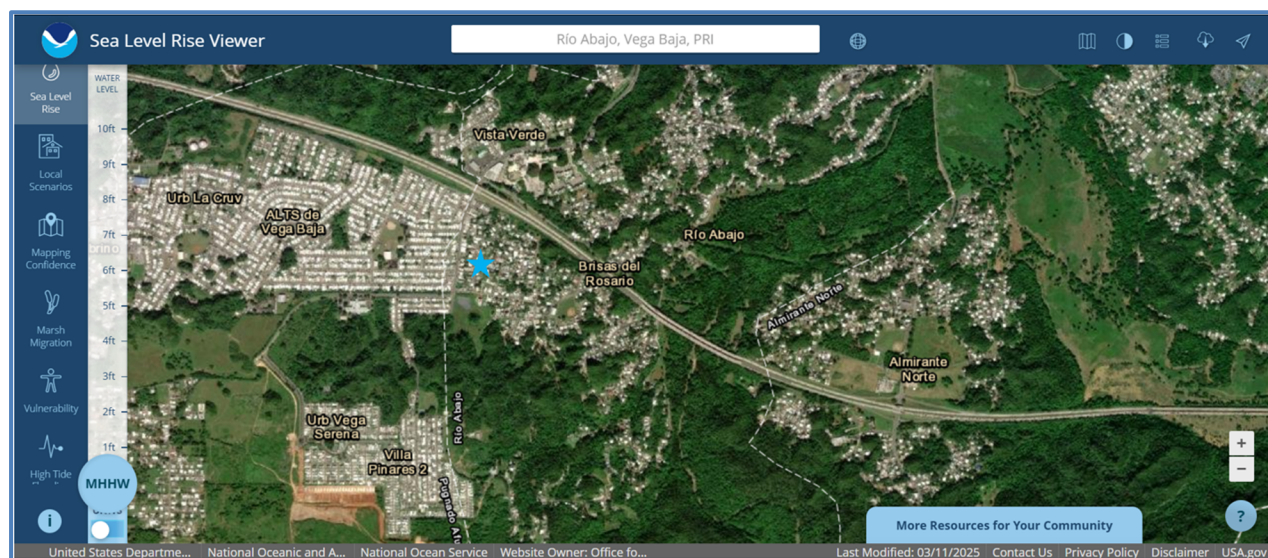 Sea Level Rise Viewer
Río Abajo, Vega Baja, PRI
Sea Level
Rise
Local
Scenarios
Mapping
Confidence
Marsh
Migration
Vulnerability
High Tide
WATER
LEVEL
10ft
9ft
8ft
7ft
6ft
5ft
4ft
3ft
2ft
1ft
MHHW
Vista Verde
Urb La Cruv
ALTS de
Vega Baja
Río Abajo
Brisas del
Rosario
Almirante Norte
Almirante
Norte
Urb Vega
Serena
Villa
Pinares 2
Río Abajo
+
−
i
?
More Resources for Your Community
United States Departme... National Oceanic and A... National Ocean Service Website Owner: Office fo... Last Modified: 03/11/2025 Contact Us Privacy Policy Disclaimer USA.gov